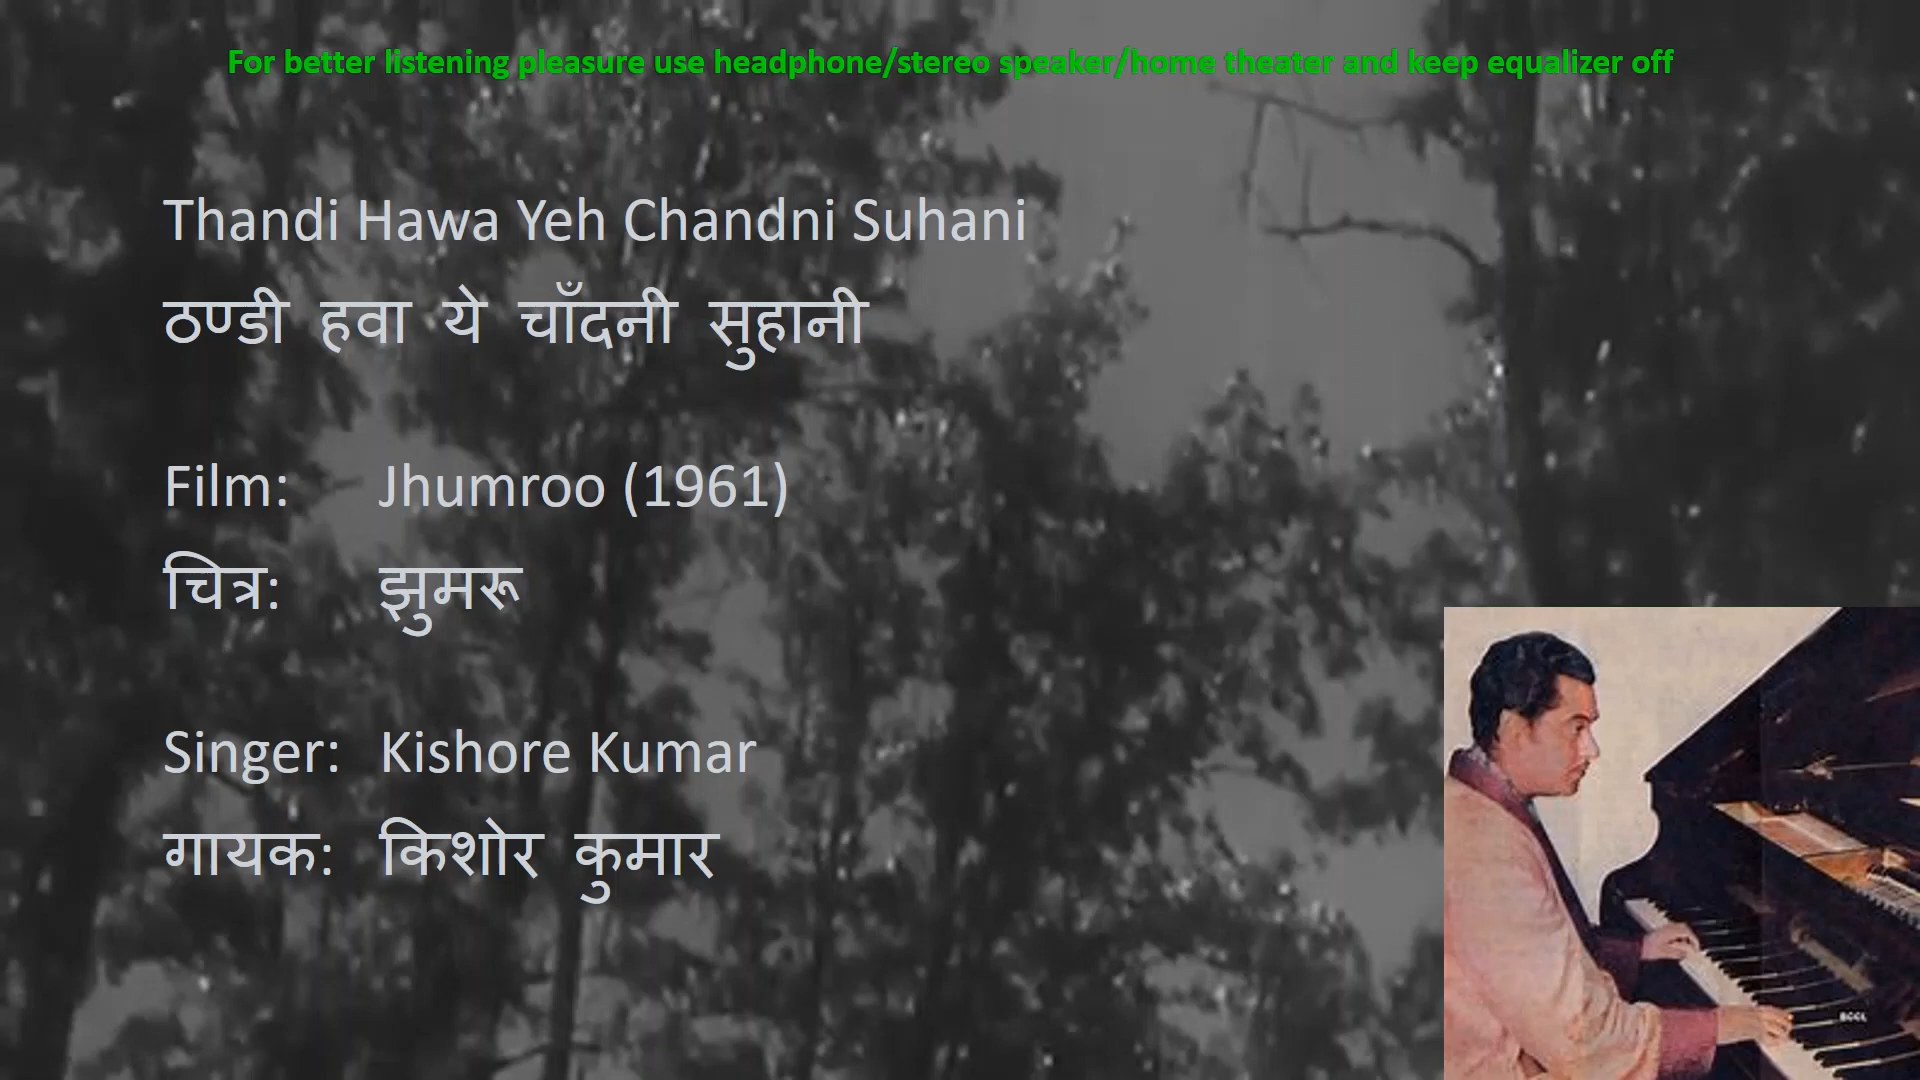 For better listening pleasure use headphone/stereo speaker/home theater and keep equalizer off
Thandi Hawa Yeh Chandni Suhani
ठण्डी हवा ये चाँदनी सुहानी
Film: Jhumroo (1961)
चित्र: झुमरू
Singer: Kishore Kumar
गायक: किशोर कुमार
BCCL